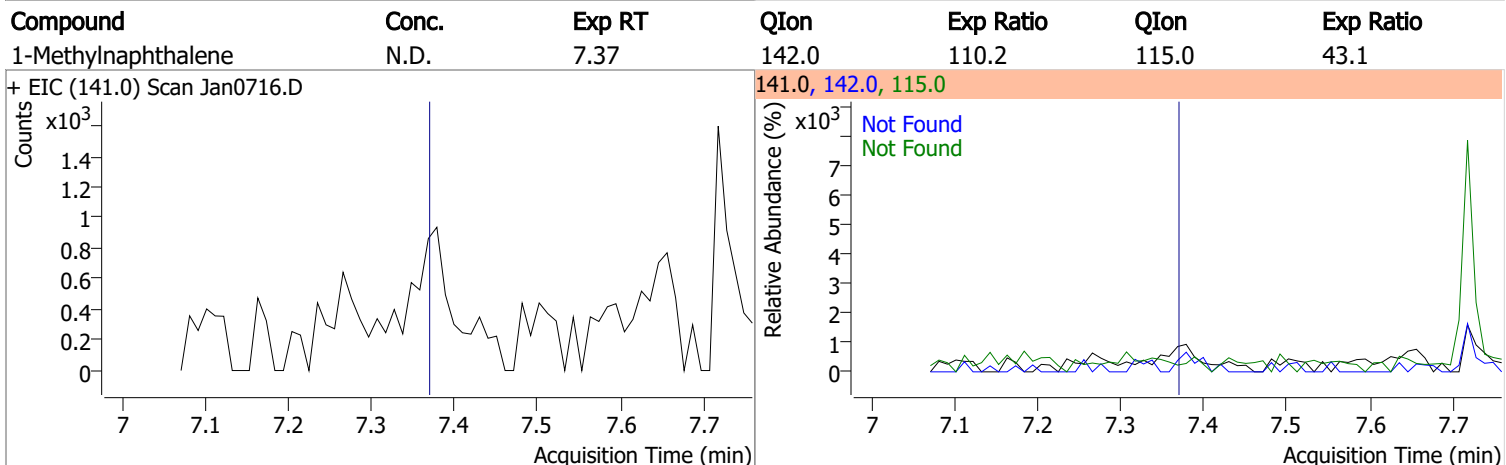 Compound Conc. Exp RT QIon Exp Ratio QIon Exp Ratio
1-Methylnaphthalene N.D. 7.37 142.0 110.2 115.0 43.1
+ EIC (141.0) Scan Jan0716.D
Counts
x10³
1.4
1.2
1
0.8
0.6
0.4
0.2
0
7 7.1 7.2 7.3 7.4 7.5 7.6 7.7
Acquisition Time (min)
141.0, 142.0, 115.0
Relative Abundance (%)
x10³
Not Found
Not Found
7
6
5
4
3
2
1
0
7 7.1 7.2 7.3 7.4 7.5 7.6 7.7
Acquisition Time (min)